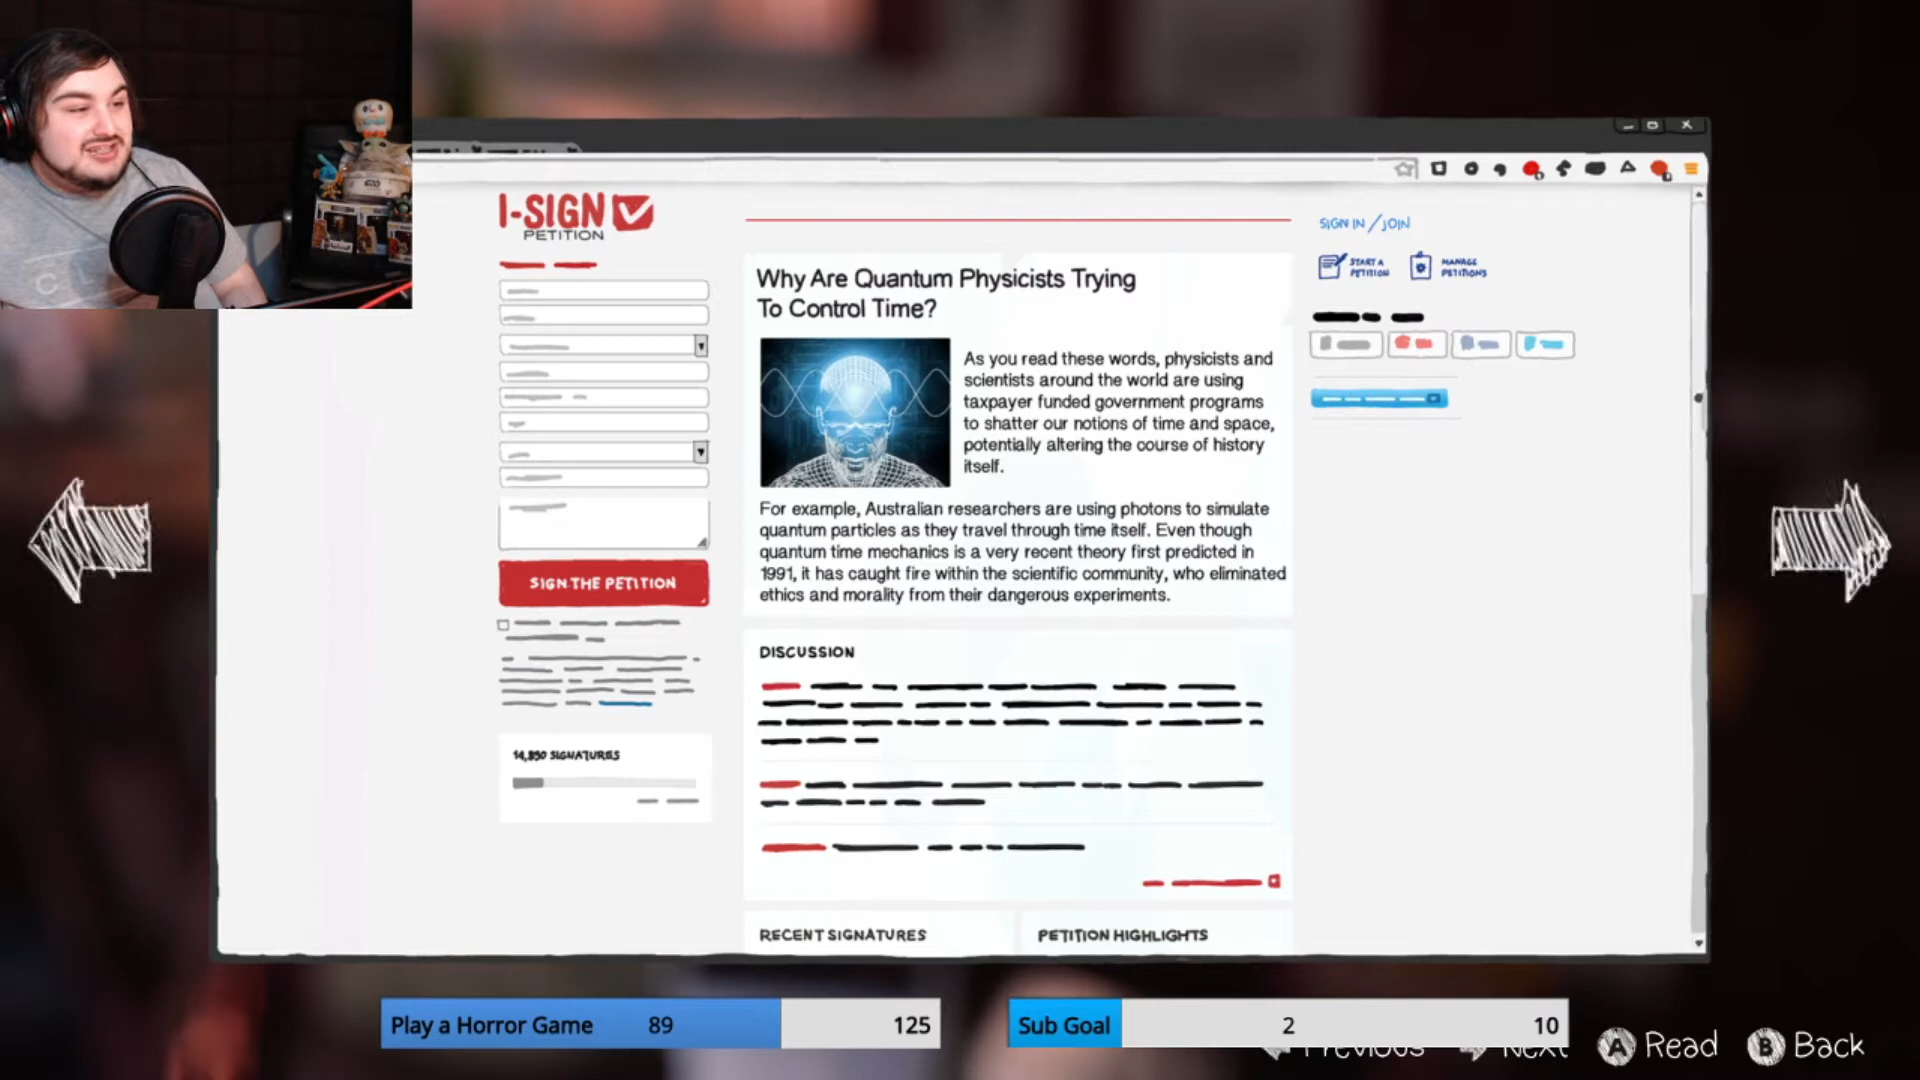 I-SIGN
PETITION
SIGN IN/JOIN
START A
PETITION
MANAGE
PETITIONS
Why Are Quantum Physicists Trying
To Control Time?
As you read these words, physicists and
scientists around the world are using
taxpayer funded government programs
to shatter our notions of time and space,
potentially altering the course of history
itself.
For example, Australian researchers are using photons to simulate
quantum particles as they travel through time itself. Even though
quantum time mechanics is a very recent theory first predicted in
1991, it has caught fire within the scientific community, who eliminated
ethics and morality from their dangerous experiments.
SIGN THE PETITION
14,890 SIGNATURES
DISCUSSION
RECENT SIGNATURES
PETITION HIGHLIGHTS
Play a Horror Game 89 125
Sub Goal 2 10
Previous Next A Read B Back